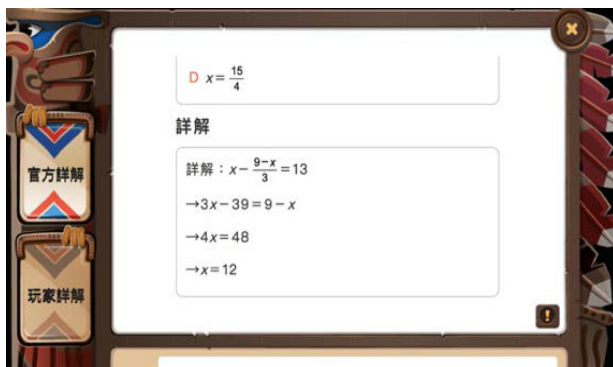 D x=15/4
詳解
官方詳解
詳解：x−9−x/3=13
→3x−39=9−x
→4x=48
→x=12
玩家詳解